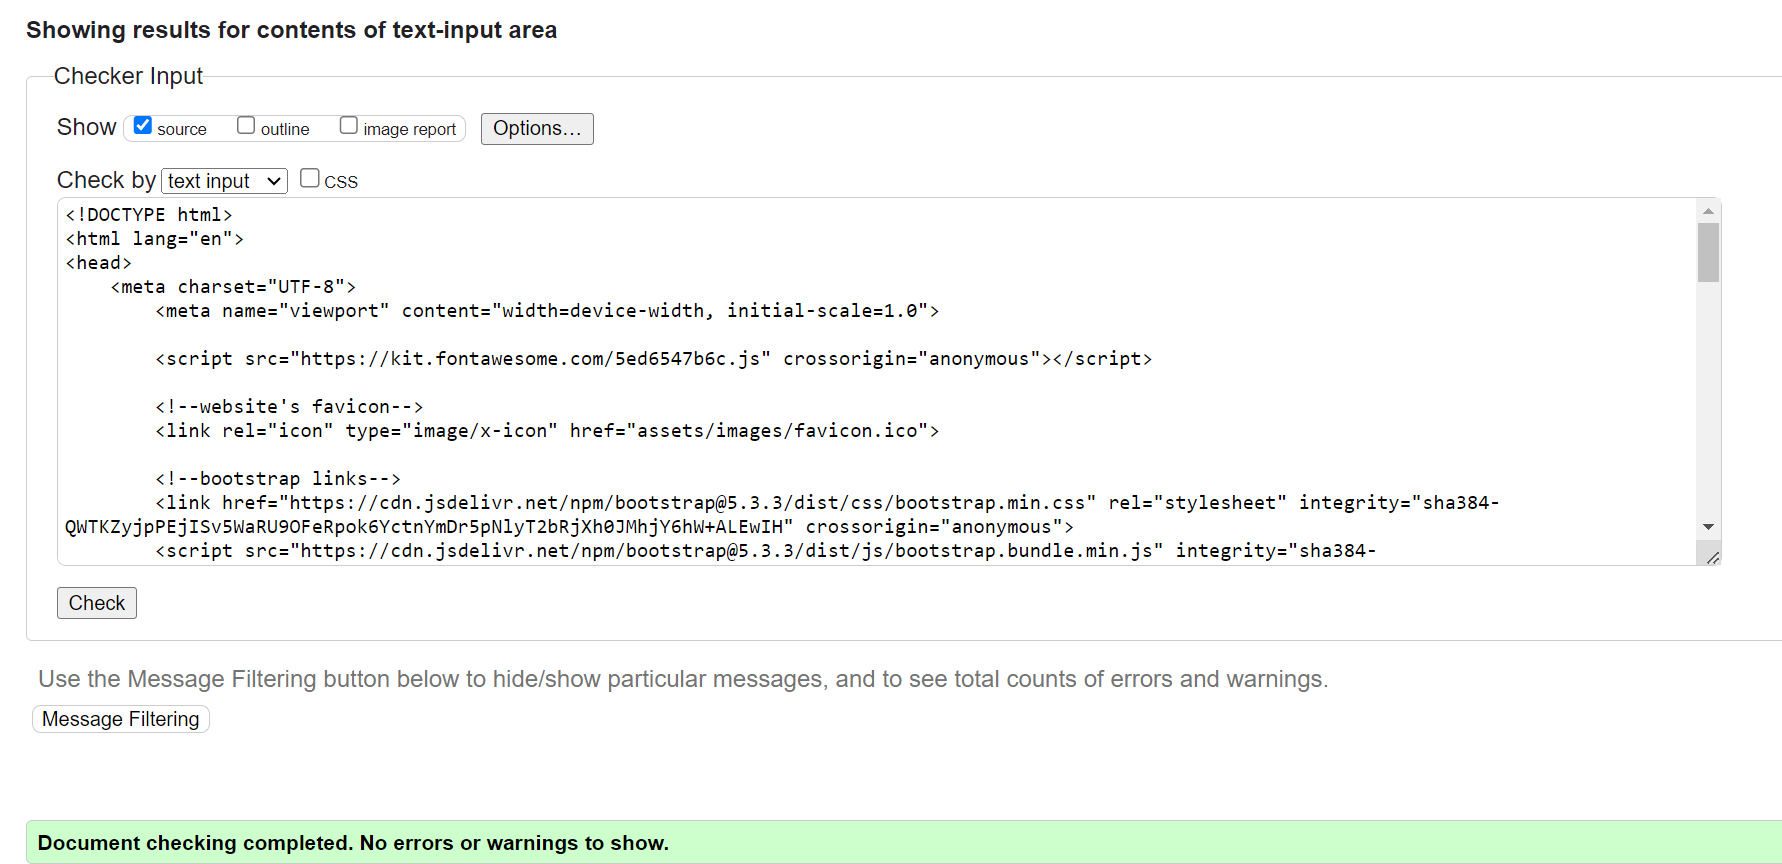 Showing results for contents of text-input area
Checker Input
Show source outline image report Options...
Check by text input CSS
<!DOCTYPE html>
<html lang="en">
<head>
    <meta charset="UTF-8">
        <meta name="viewport" content="width=device-width, initial-scale=1.0">

        <script src="https://kit.fontawesome.com/5ed6547b6c.js" crossorigin="anonymous"></script>

        <!--website's favicon-->
        <link rel="icon" type="image/x-icon" href="assets/images/favicon.ico">

        <!--bootstrap links-->
        <link href="https://cdn.jsdelivr.net/npm/bootstrap@5.3.3/dist/css/bootstrap.min.css" rel="stylesheet" integrity="sha384-
QWTKZyjpPEjISv5WaRU9OFeRpok6YctnYmDr5pNlyT2bRjXh0JMhjY6hW+ALEwIH" crossorigin="anonymous">
        <script src="https://cdn.jsdelivr.net/npm/bootstrap@5.3.3/dist/js/bootstrap.bundle.min.js" integrity="sha384-
Check
Use the Message Filtering button below to hide/show particular messages, and to see total counts of errors and warnings.
Message Filtering
Document checking completed. No errors or warnings to show.